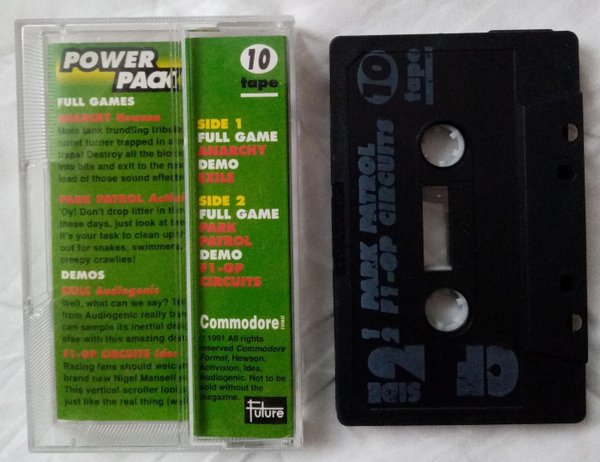 POWER
PACK
FULL GAMES
ANARCHY Hewson
More tank trundling
turret turner trapped in a
traps! Destroy all the
into bits and exit to the
load of those sound
PARK PATROL
'Oy! Don't drop litter in
these days, just look at
it's your task to clean up
out for snakes, swimmers,
creepy crawlies!
DEMOS
EXILE Audiogenic
Well, what can we say?
from Audiogenic really
can sample its inertial
else with this amazing
F1-GP CIRCUITS Idea
Racing fans should
brand new Nigel Mansell
This vertical scroller
just like the real thing
10
tape
SIDE 1
FULL GAME
ANARCHY
DEMO
EXILE
SIDE 2
FULL GAME
PARK
PATROL
DEMO
F1-GP
CIRCUITS
Commodore
FORMAT
© 1991 All rights
reserved Commodore
Format, Hewson,
Activision, Idea,
Audiogenic. Not to be
sold without the
magazine.
Future
10
tape
1 PARK PATROL
2 F1-GP CIRCUITS
SIDE 2
CF